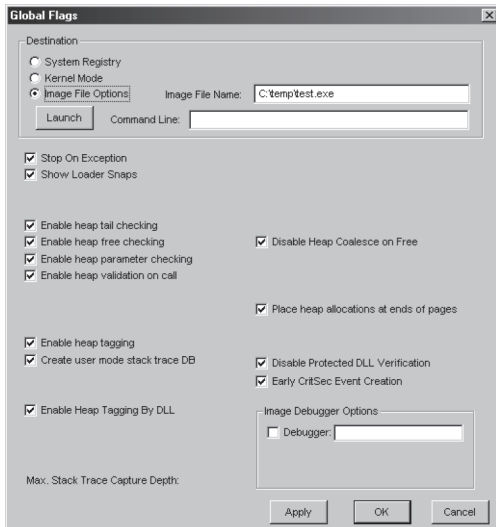 Global Flags
Destination
System Registry
Kernel Mode
Image File Options
Image File Name: C:\temp\test.exe
Launch
Command Line:
Stop On Exception
Show Loader Snaps
Enable heap tail checking
Enable heap free checking
Disable Heap Coalesce on Free
Enable heap parameter checking
Enable heap validation on call
Place heap allocations at ends of pages
Enable heap tagging
Create user mode stack trace DB
Disable Protected DLL Verification
Early CritSec Event Creation
Enable Heap Tagging By DLL
Image Debugger Options
Debugger:
Max. Stack Trace Capture Depth:
Apply
OK
Cancel